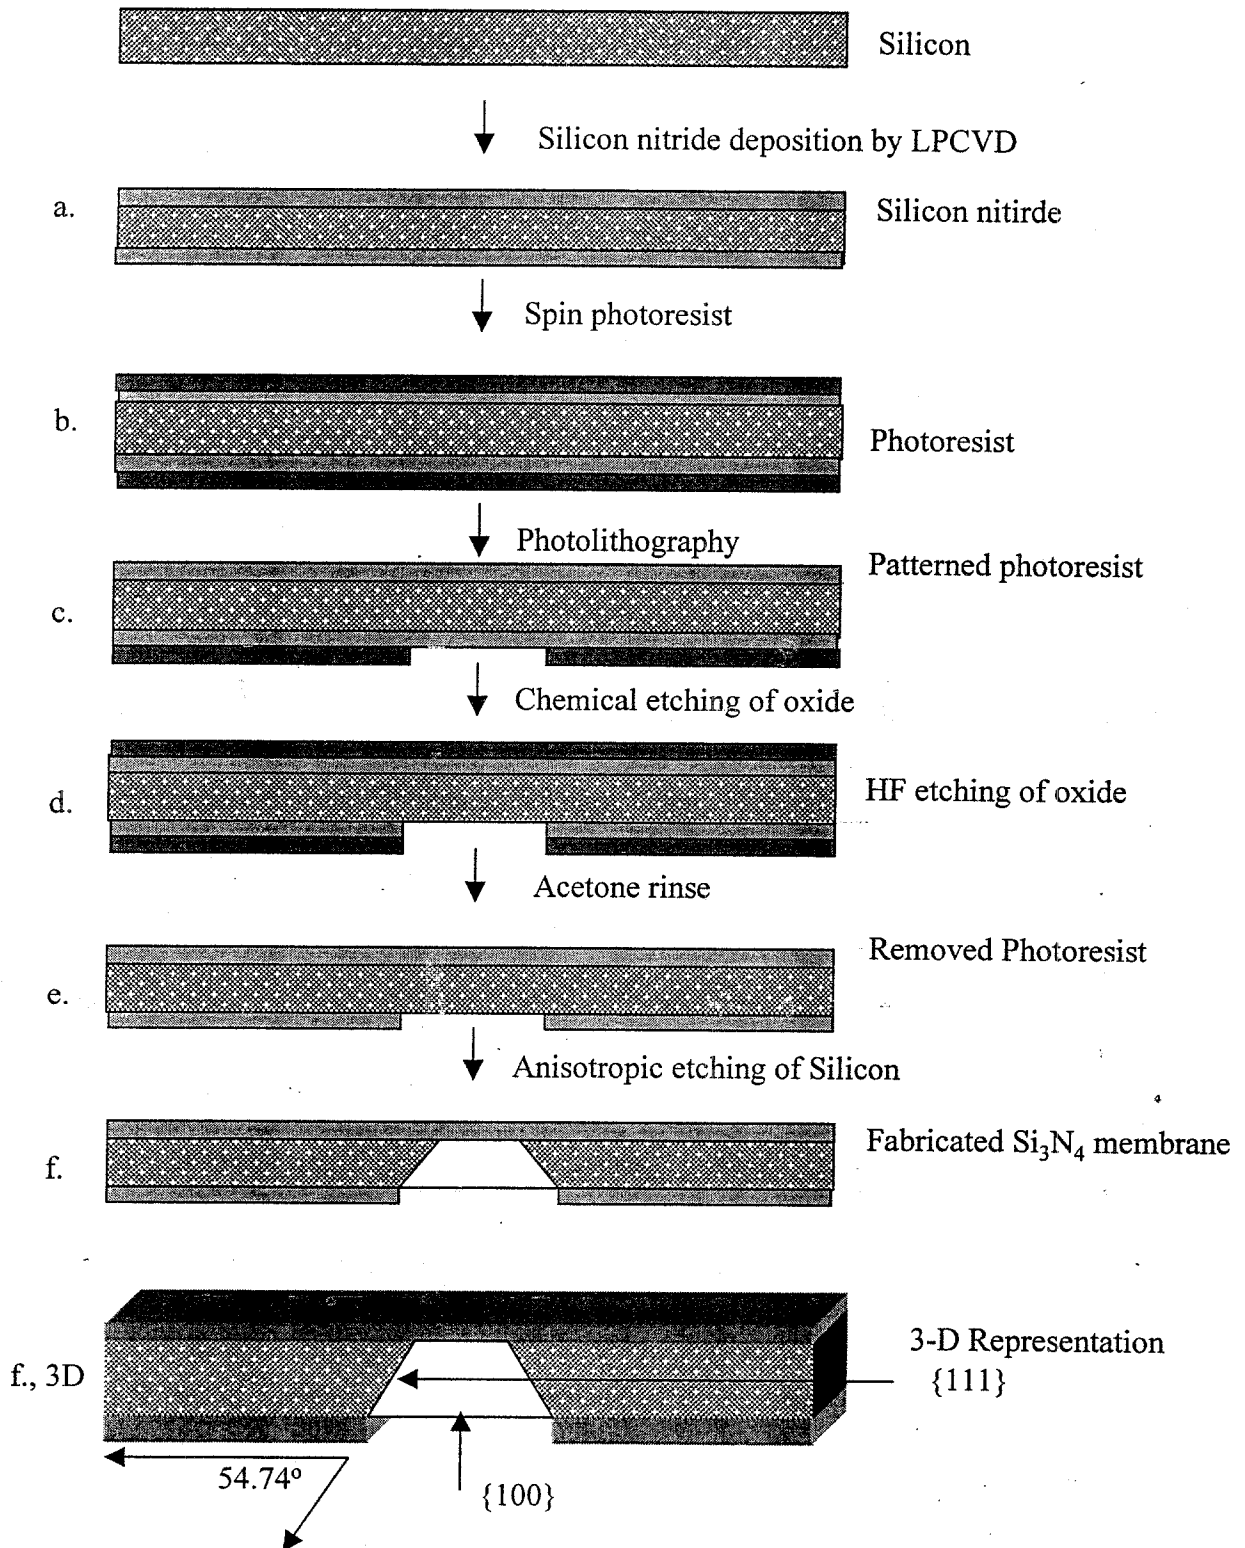 Silicon
Silicon nitride deposition by LPCVD
a.
Silicon nitirde
Spin photoresist
b.
Photoresist
Photolithography
Patterned photoresist
c.
Chemical etching of oxide
d.
HF etching of oxide
Acetone rinse
Removed Photoresist
e.
Anisotropic etching of Silicon
Fabricated Si₃N₄ membrane
f.
3-D Representation
f., 3D
{111}
54.74º
{100}